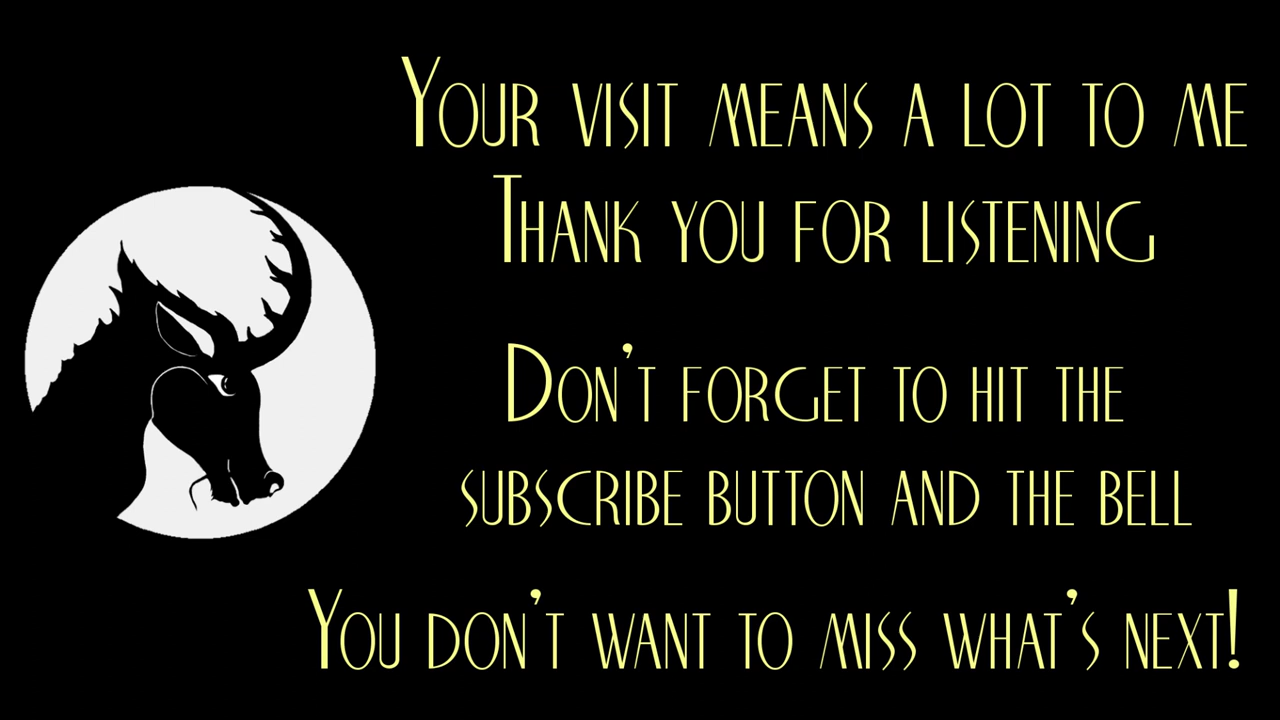 Your visit means a lot to me
Thank you for listening
Don't forget to hit the
subscribe button and the bell
You don't want to miss what's next!